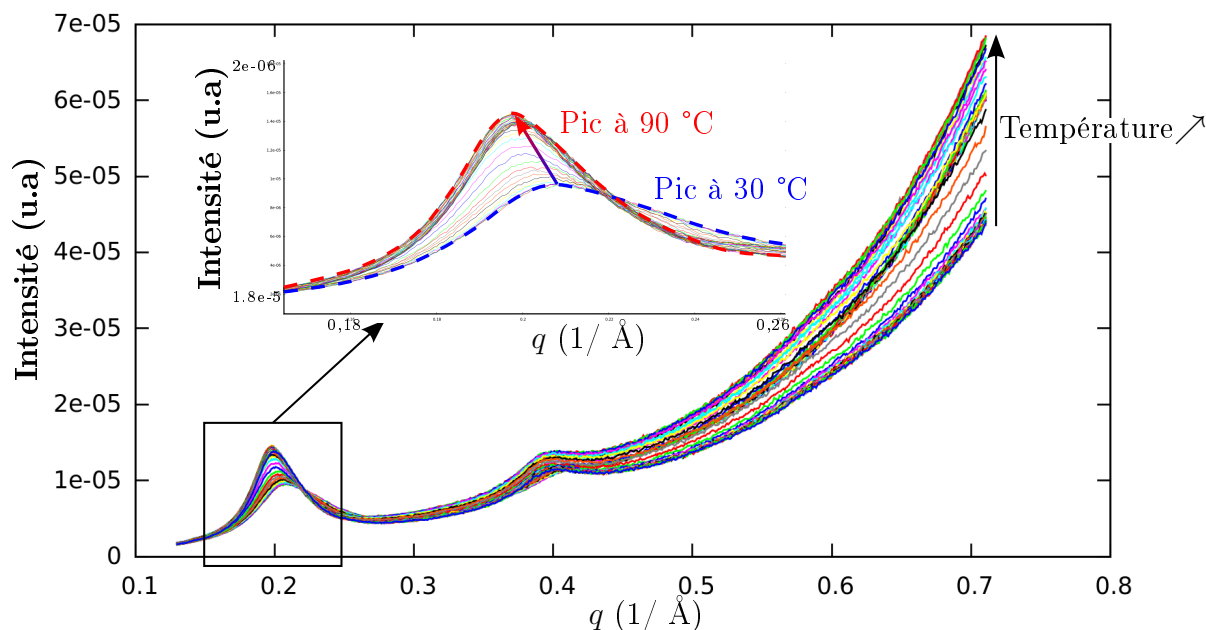 7e-05
6e-05
5e-05
4e-05
3e-05
2e-05
1e-05
0
Intensité (u.a)
0.1
0.2
0.3
0.4
0.5
0.6
0.7
0.8
q (1/ Å)
2e-06
1.8e-5
Intensité (u.a)
0,18
0,26
q (1/ Å)
Pic à 90 °C
Pic à 30 °C
Température ↗